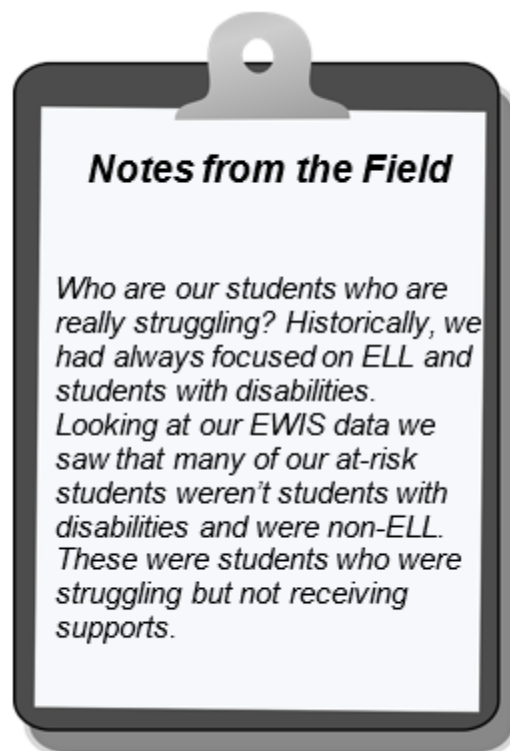 Notes from the Field
Who are our students who are
really struggling? Historically, we
had always focused on ELL and
students with disabilities.
Looking at our EWIS data we
saw that many of our at-risk
students weren’t students with
disabilities and were non-ELL.
These were students who were
struggling but not receiving
supports.